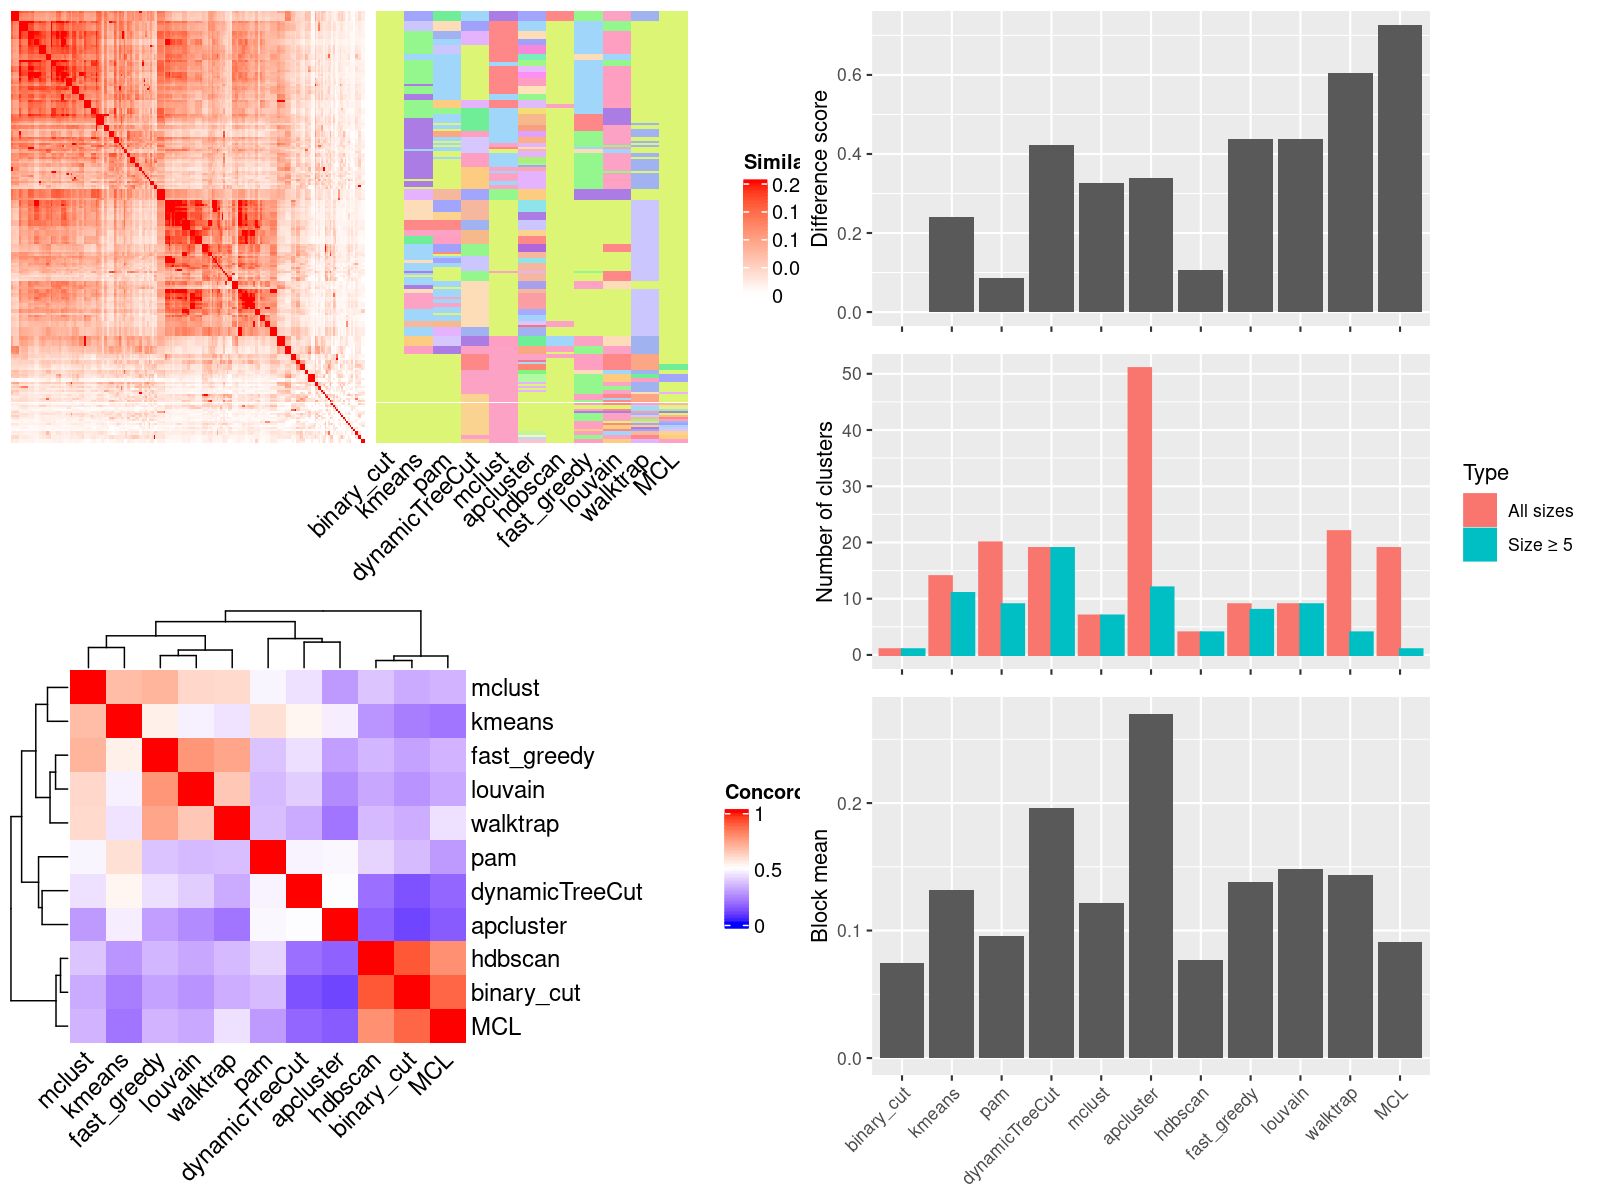 Simila
0.2
0.1
0.1
0.0
0
binary_cut
kmeans
pam
dynamicTreeCut
mclust
apcluster
hdbscan
fast_greedy
louvain
walktrap
MCL
mclust
kmeans
fast_greedy
louvain
walktrap
pam
dynamicTreeCut
apcluster
hdbscan
binary_cut
MCL
mclust
kmeans
fast_greedy
louvain
walktrap
pam
dynamicTreeCut
apcluster
hdbscan
binary_cut
MCL
Concord
1
0.5
0
Difference score
0.6
0.4
0.2
0.0
Number of clusters
50
40
30
20
10
0
Type
All sizes
Size ≥ 5
Block mean
0.2
0.1
0.0
binary_cut
kmeans
pam
dynamicTreeCut
mclust
apcluster
hdbscan
fast_greedy
louvain
walktrap
MCL